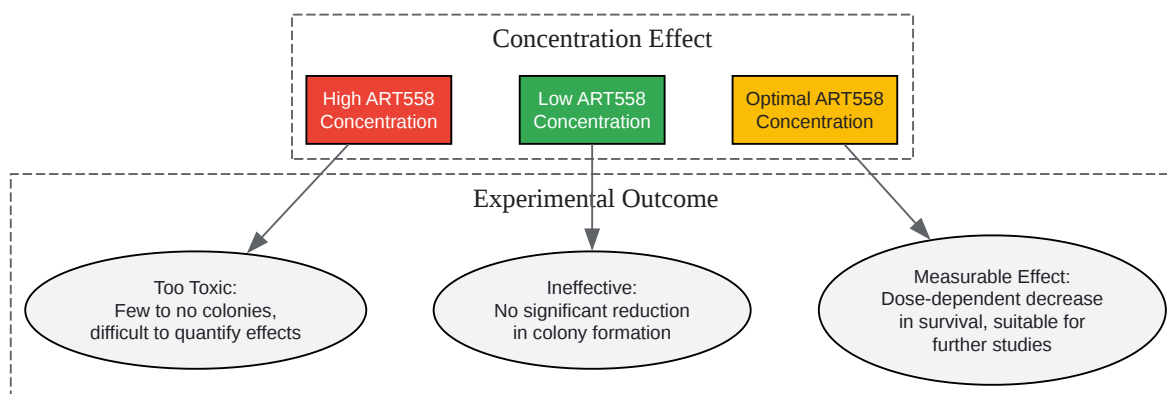 Concentration Effect
High ART558
Concentration
Low ART558
Concentration
Optimal ART558
Concentration
Experimental Outcome
Too Toxic:
Few to no colonies,
difficult to quantify effects
Ineffective:
No significant reduction
in colony formation
Measurable Effect:
Dose-dependent decrease
in survival, suitable for
further studies